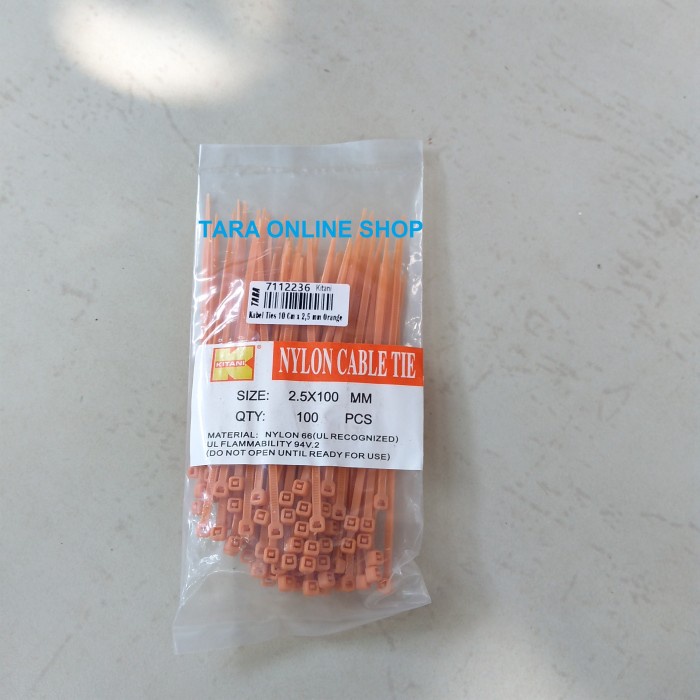 TARA ONLINE SHOP
TARA
7112236 Kitani
Kabel Ties 10 Cm x 2,5 mm Orange
KITANI
®
NYLON CABLE TIE
SIZE: 2.5X100 MM
QTY: 100 PCS
MATERIAL: NYLON 66(UL RECOGNIZED)
UL FLAMMABILITY 94V.2
(DO NOT OPEN UNTIL READY FOR USE)